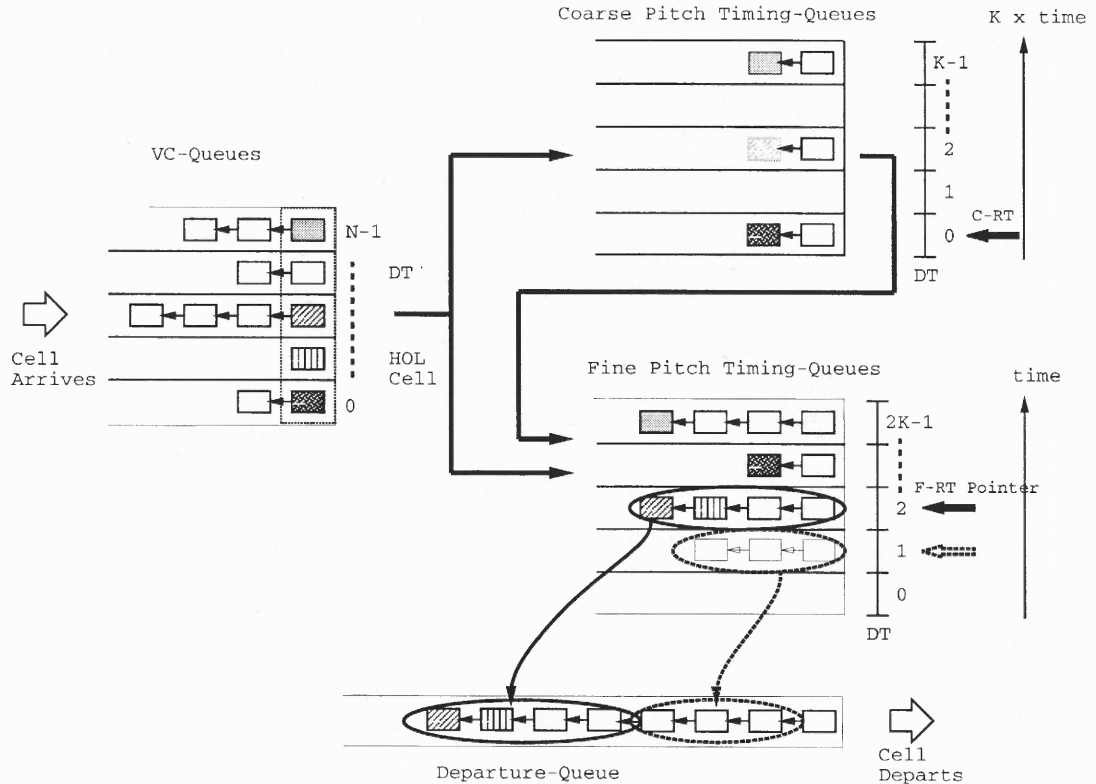 Coarse Pitch Timing-Queues
K x time
K-1
2
1
C-RT
0
DT
VC-Queues
N-1
DT'
HOL
Cell
0
Cell
Arrives
Fine Pitch Timing-Queues
time
2K-1
F-RT Pointer
2
1
0
DT
Departure-Queue
Cell
Departs